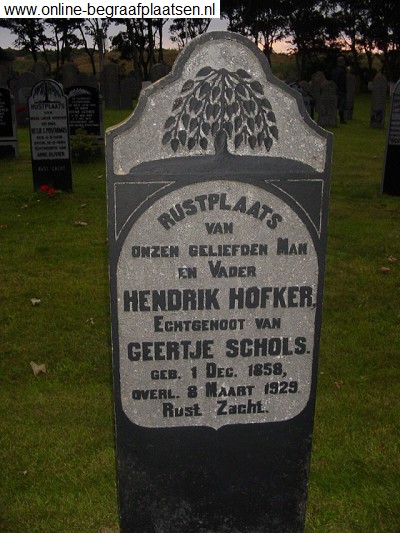 www.online-begraafplaatsen.nl
RUSTPLAATS
VAN
ONZEN GELIEFDEN MAN
EN VADER
HENDRIK HOFKER,
ECHTGENOOT VAN
GEERTJE SCHOLS.
GEB. 1 DEC. 1858,
OVERL. 8 MAART 1929.
RUST ZACHT.